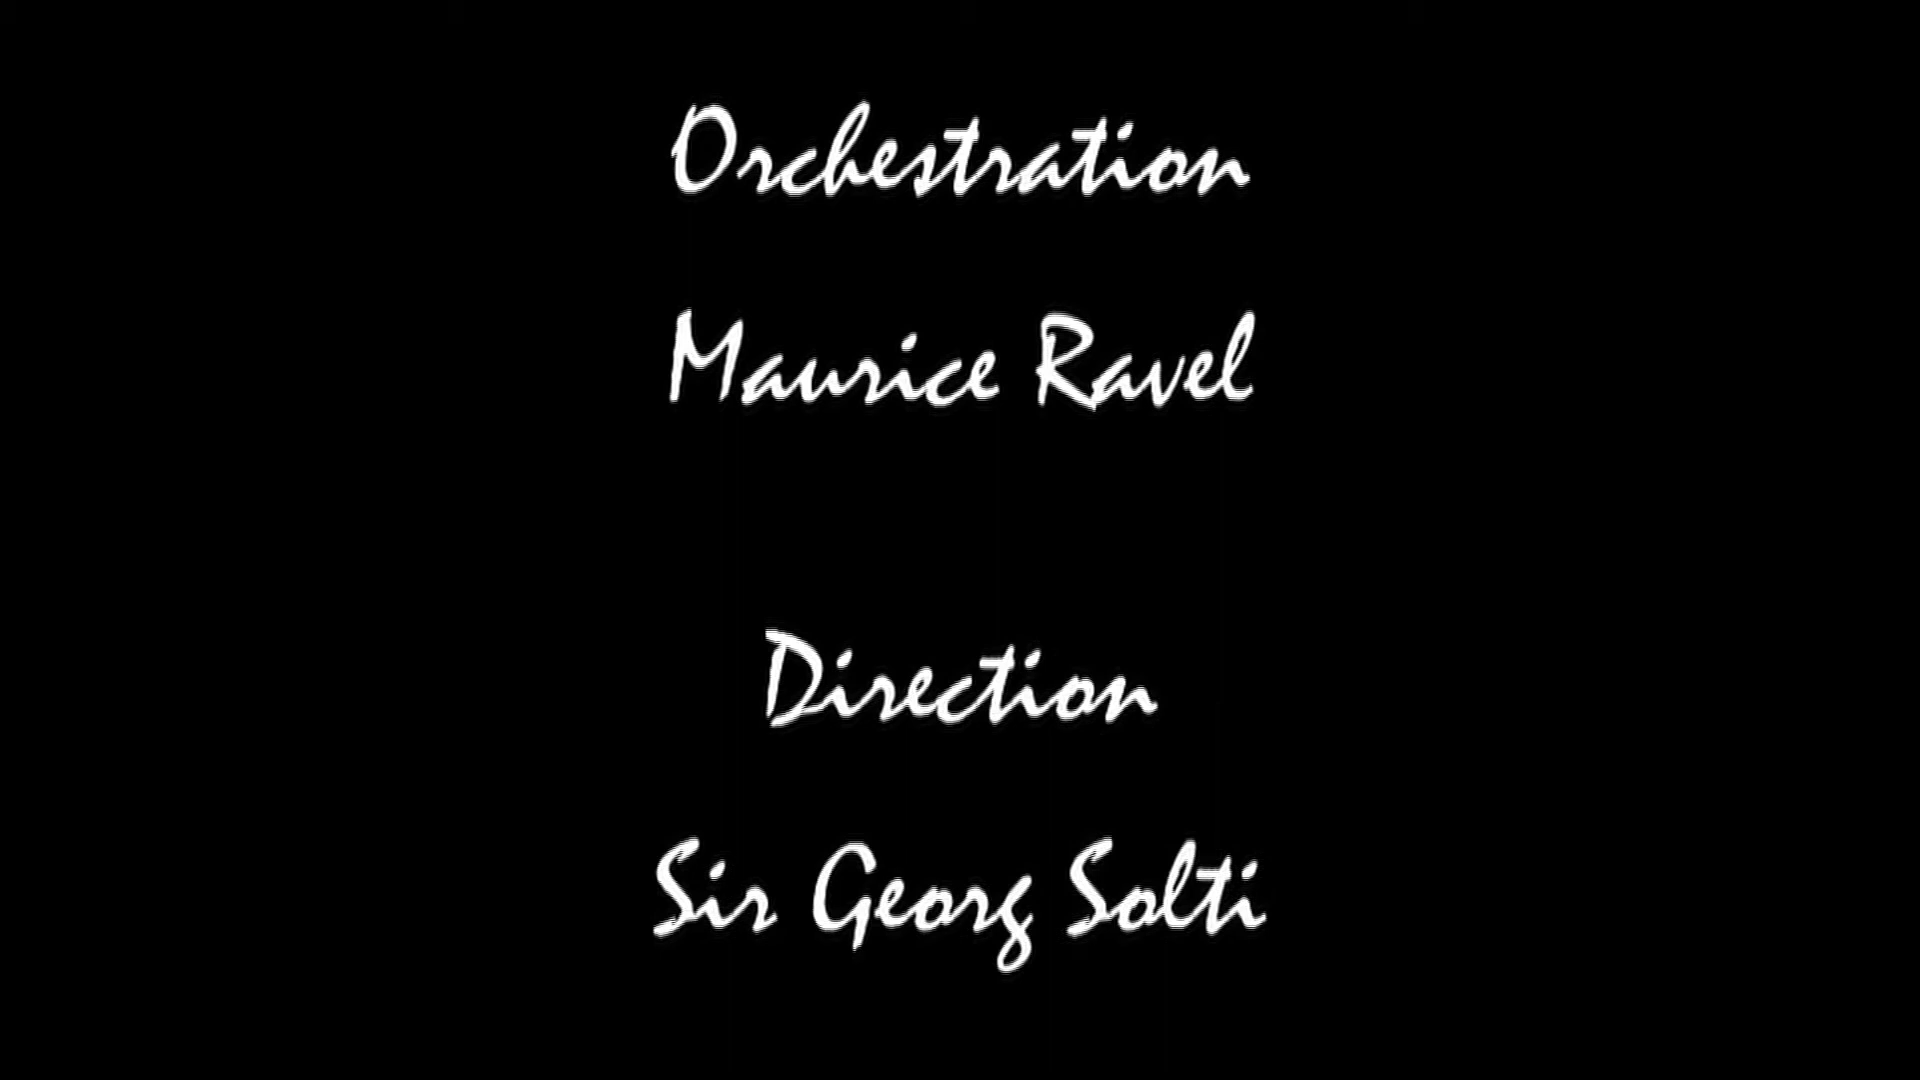 Orchestration
Maurice Ravel
Direction
Sir Georg Solti